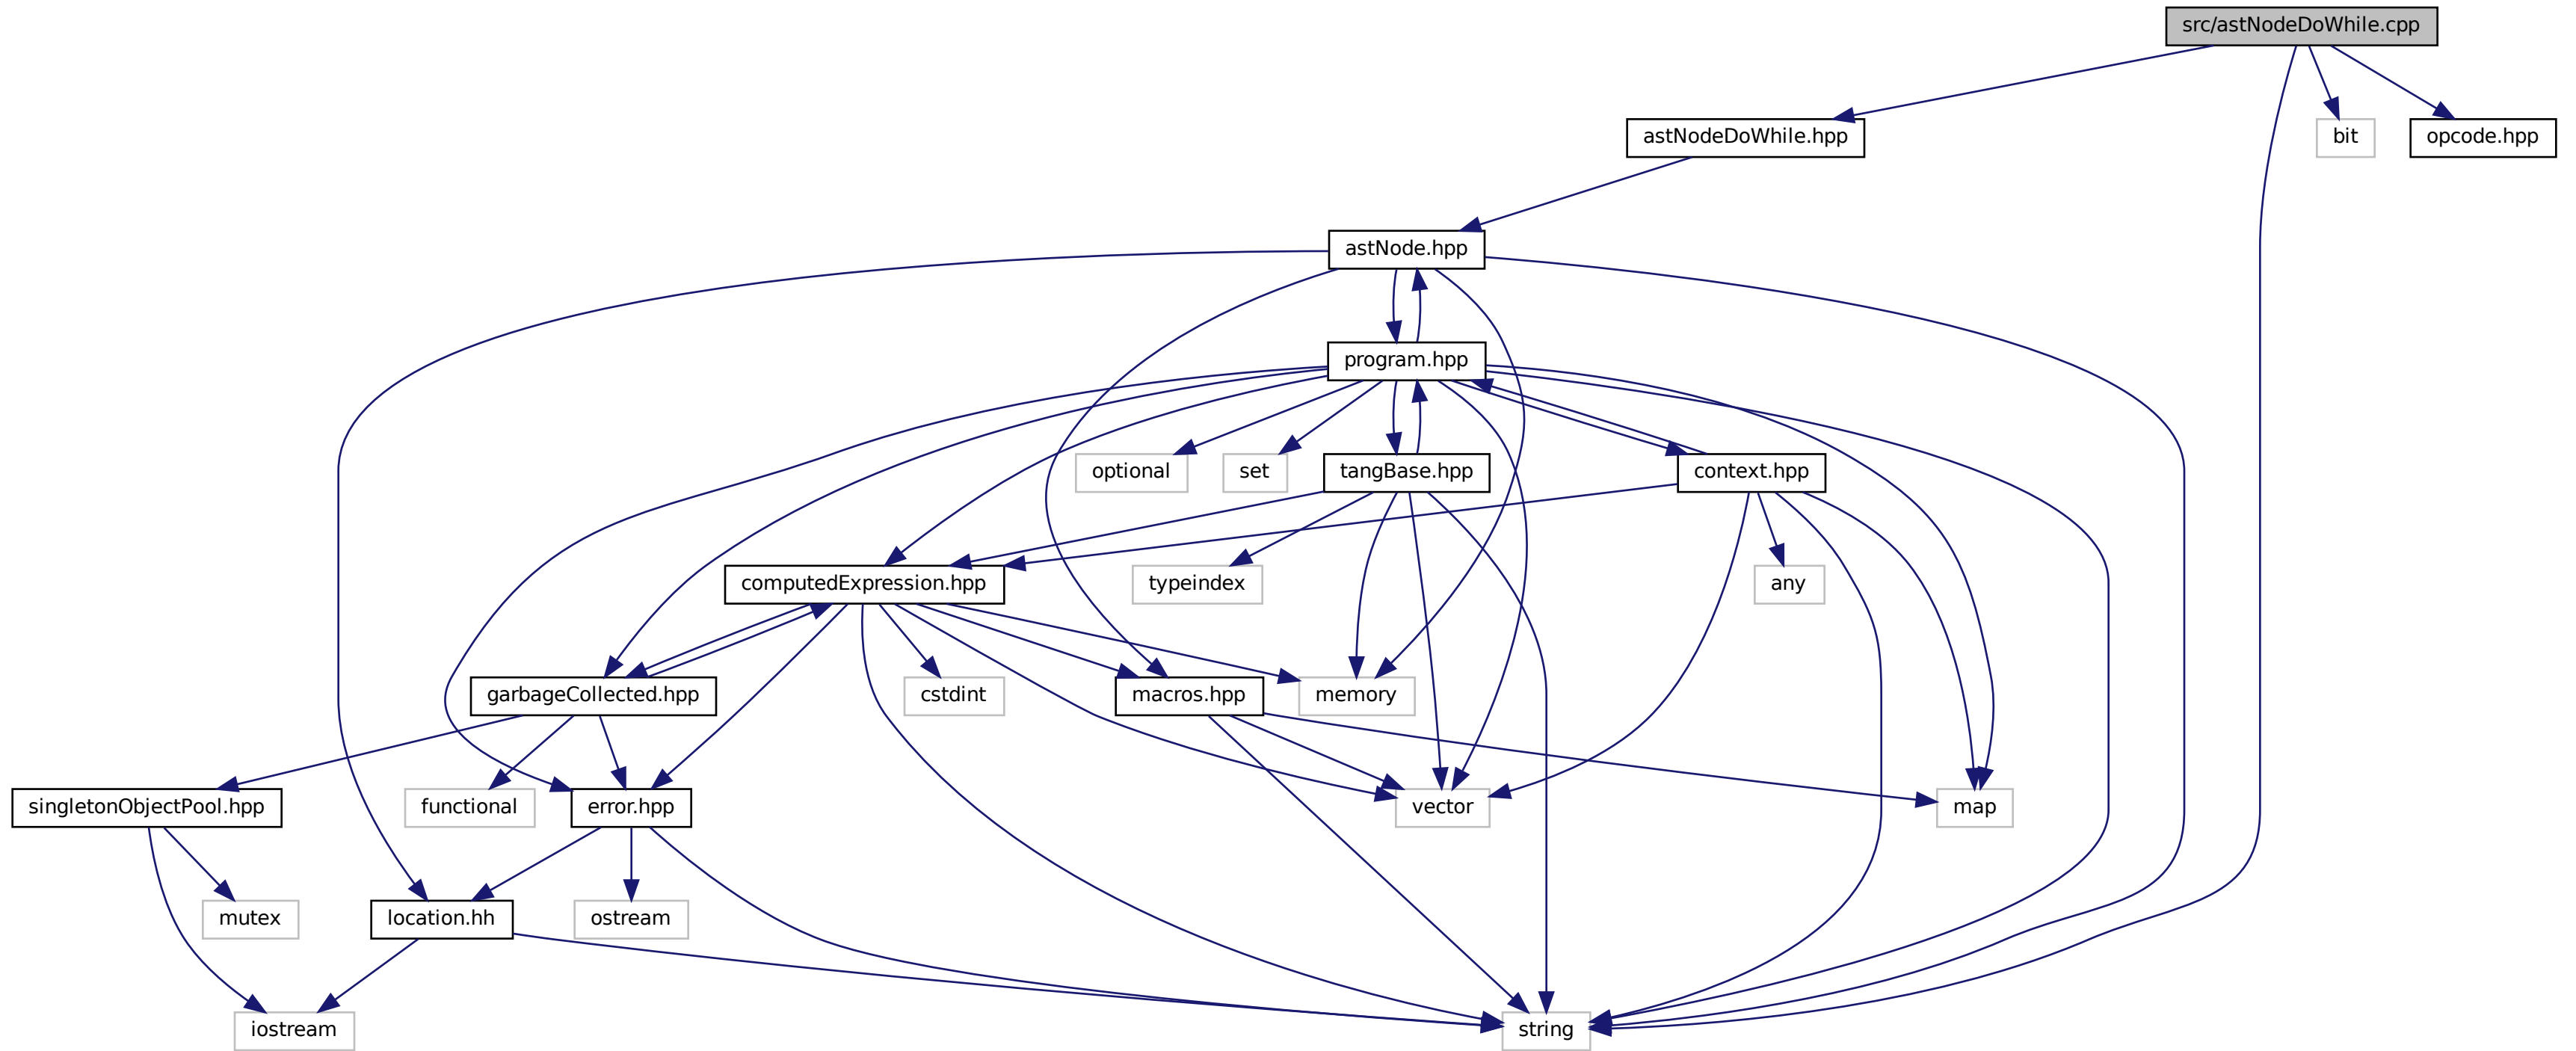 src/astNodeDoWhile.cpp
astNodeDoWhile.hpp
bit
opcode.hpp
astNode.hpp
program.hpp
optional
set
tangBase.hpp
context.hpp
computedExpression.hpp
typeindex
any
garbageCollected.hpp
cstdint
macros.hpp
memory
singletonObjectPool.hpp
functional
error.hpp
vector
map
mutex
location.hh
ostream
iostream
string